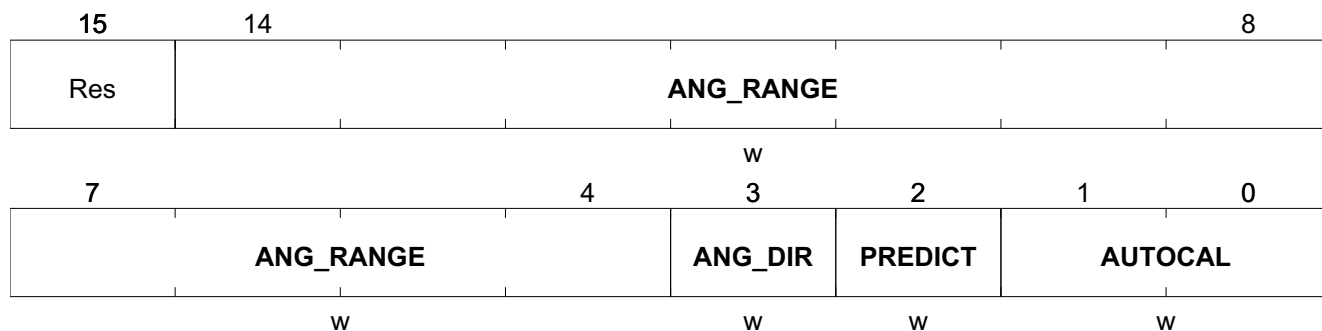 15 14 8
Res ANG_RANGE
w
7 4 3 2 1 0
ANG_RANGE ANG_DIR PREDICT AUTOCAL
w w w w